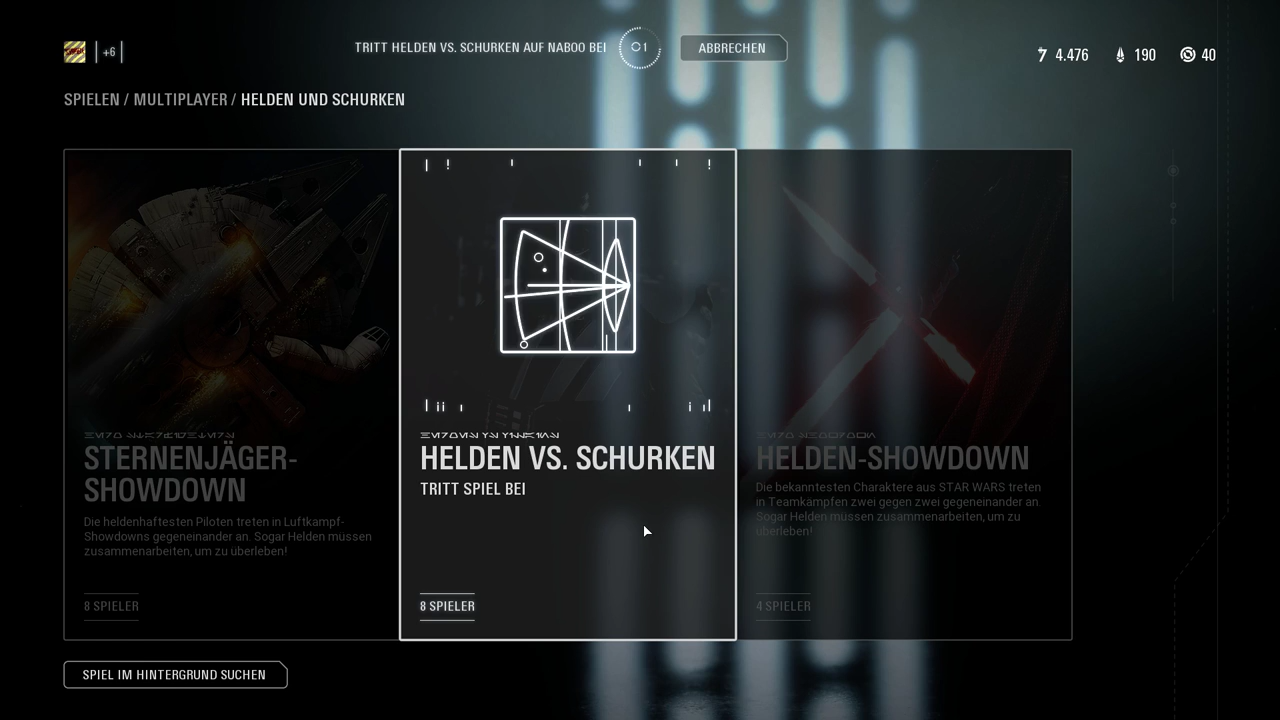 +6
TRITT HELDEN VS. SCHURKEN AUF NABOO BEI
1
ABBRECHEN
4.476
190
40
SPIELEN / MULTIPLAYER / HELDEN UND SCHURKEN
STERNENJÄGER-
SHOWDOWN
Die heldenhaftesten Piloten treten in Luftkampf-
Showdowns gegeneinander an. Sogar Helden müssen
zusammenarbeiten, um zu überleben!
8 SPIELER
HELDEN VS. SCHURKEN
TRITT SPIEL BEI
8 SPIELER
HELDEN-SHOWDOWN
Die bekanntesten Charaktere aus STAR WARS treten
in Teamkämpfen zwei gegen zwei gegeneinander an.
Sogar Helden müssen zusammenarbeiten, um zu
überleben!
4 SPIELER
SPIEL IM HINTERGRUND SUCHEN